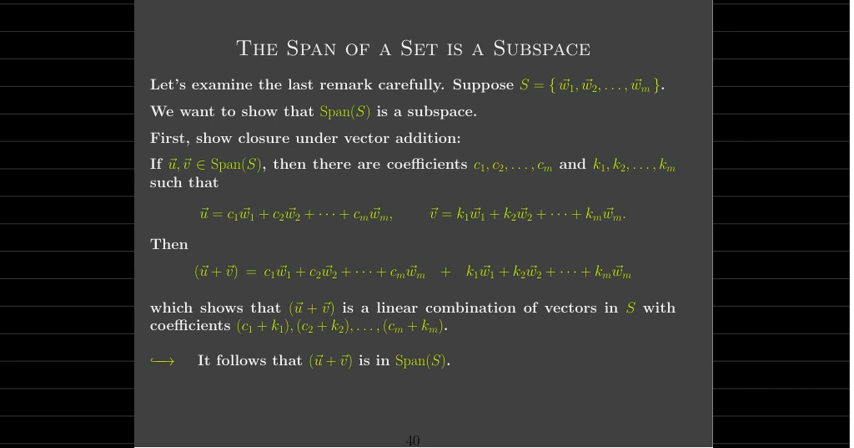 The Span of a Set is a Subspace
Let's examine the last remark carefully. Suppose S = { w⃗₁, w⃗₂, . . . , w⃗ₘ }.
We want to show that Span(S) is a subspace.
First, show closure under vector addition:
If u⃗, v⃗ ∈ Span(S), then there are coefficients c₁, c₂, . . . , cₘ and k₁, k₂, . . . , kₘ
such that
u⃗ = c₁w⃗₁ + c₂w⃗₂ + · · · + cₘw⃗ₘ, v⃗ = k₁w⃗₁ + k₂w⃗₂ + · · · + kₘw⃗ₘ.
Then
(u⃗ + v⃗) = c₁w⃗₁ + c₂w⃗₂ + · · · + cₘw⃗ₘ + k₁w⃗₁ + k₂w⃗₂ + · · · + kₘw⃗ₘ
which shows that (u⃗ + v⃗) is a linear combination of vectors in S with
coefficients (c₁ + k₁), (c₂ + k₂), . . . , (cₘ + kₘ).
↪ It follows that (u⃗ + v⃗) is in Span(S).
40